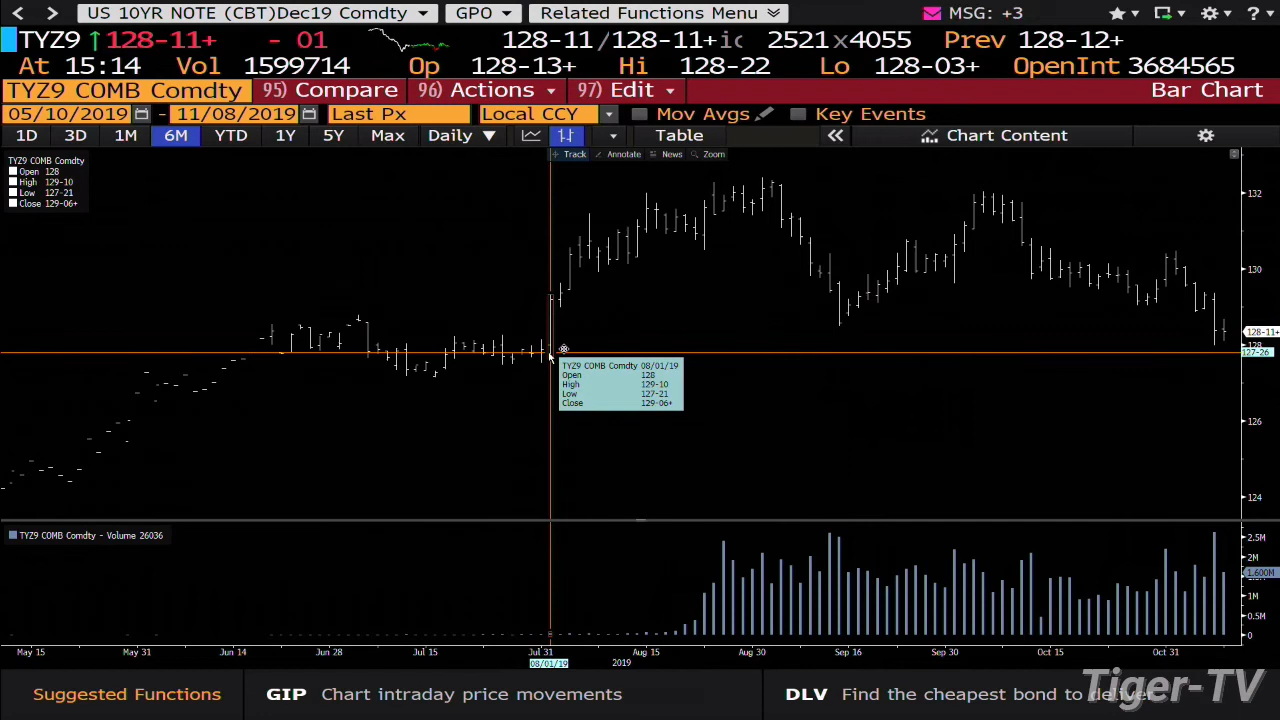 US 10YR NOTE (CBT)Dec19 Comdty GPO Related Functions Menu MSG: +3 ?
TYZ9 ↑128-11+ - 01 128-11/128-11+ 2521x4055 Prev 128-12+
At 15:14 Vol 1599714 Op 128-13+ Hi 128-22 Lo 128-03+ OpenInt 3684565
TYZ9 COMB Comdty 95) Compare 96) Actions 97) Edit Bar Chart
05/10/2019 - 11/08/2019 Last Px Local CCY Mov Avgs Key Events
1D 3D 1M 6M YTD 1Y 5Y Max Daily ▼ Table « Chart Content
Track Annotate News Zoom
TYZ9 COMB Comdty
Open 128
High 129-10
Low 127-21
Close 129-06+
132
130
128-11+
128
127-26
126
124
TYZ9 COMB Comdty 08/01/19
Open 128
High 129-10
Low 127-21
Close 129-06+
TYZ9 COMB Comdty - Volume 26036
2.5M
2M
1.600M
1M
0.5M
0
May 15 May 31 Jun 14 Jun 28 Jul 15 Jul 31 Aug 15 Aug 30 Sep 16 Sep 30 Oct 15 Oct 31
08/01/19 2019
Suggested Functions GIP Chart intraday price movements DLV Find the cheapest bond to deliver
Tiger-TV